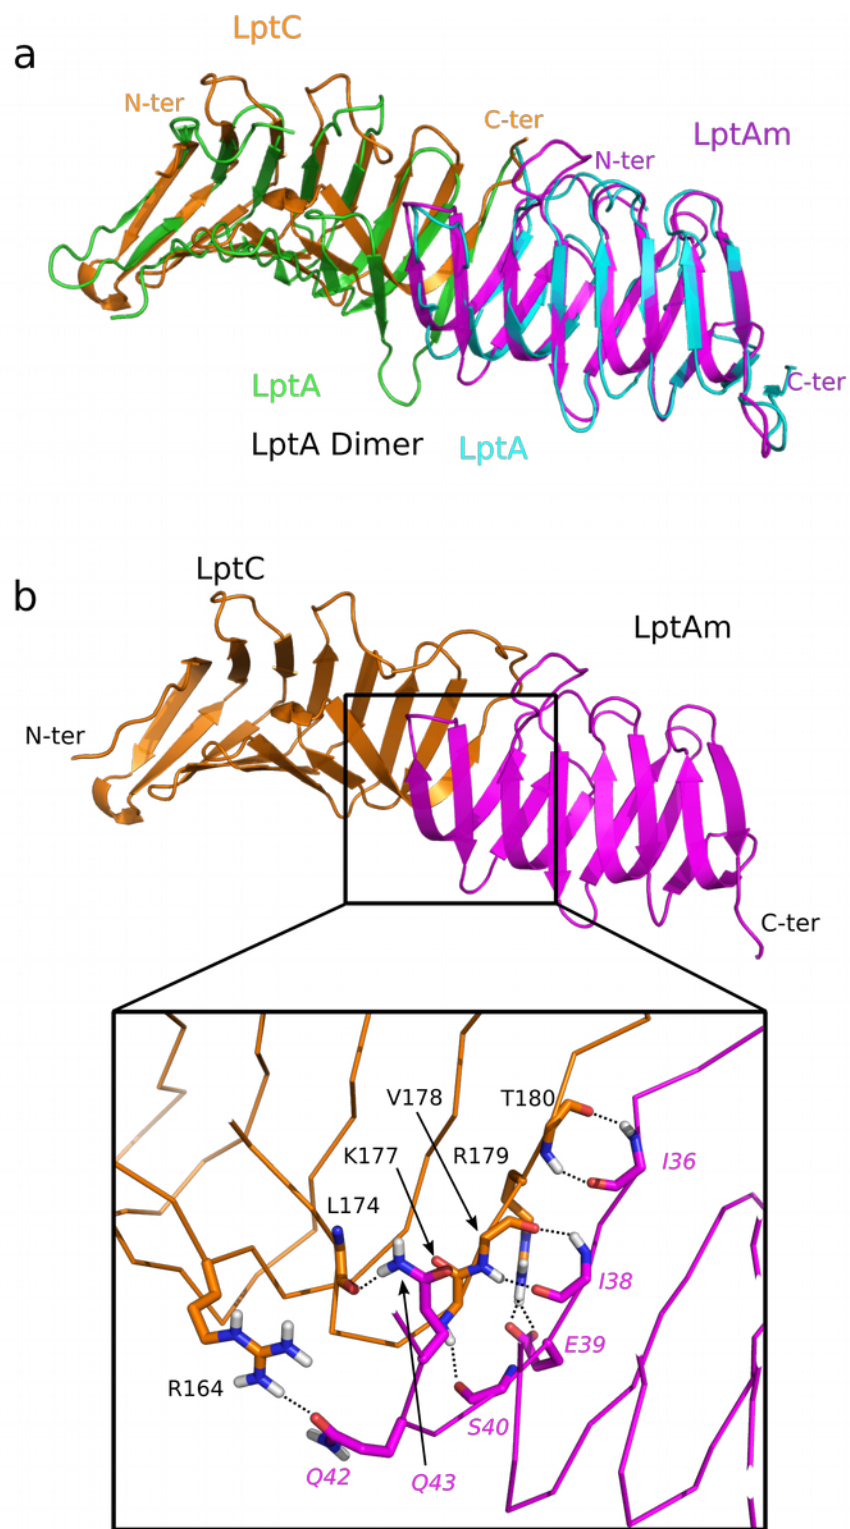 a
LptC
N-ter
C-ter
LptAm
N-ter
LptA
C-ter
LptA Dimer
LptA
b
LptC
LptAm
N-ter
C-ter
V178
T180
K177
R179
I36
L174
I38
E39
R164
S40
Q42
Q43